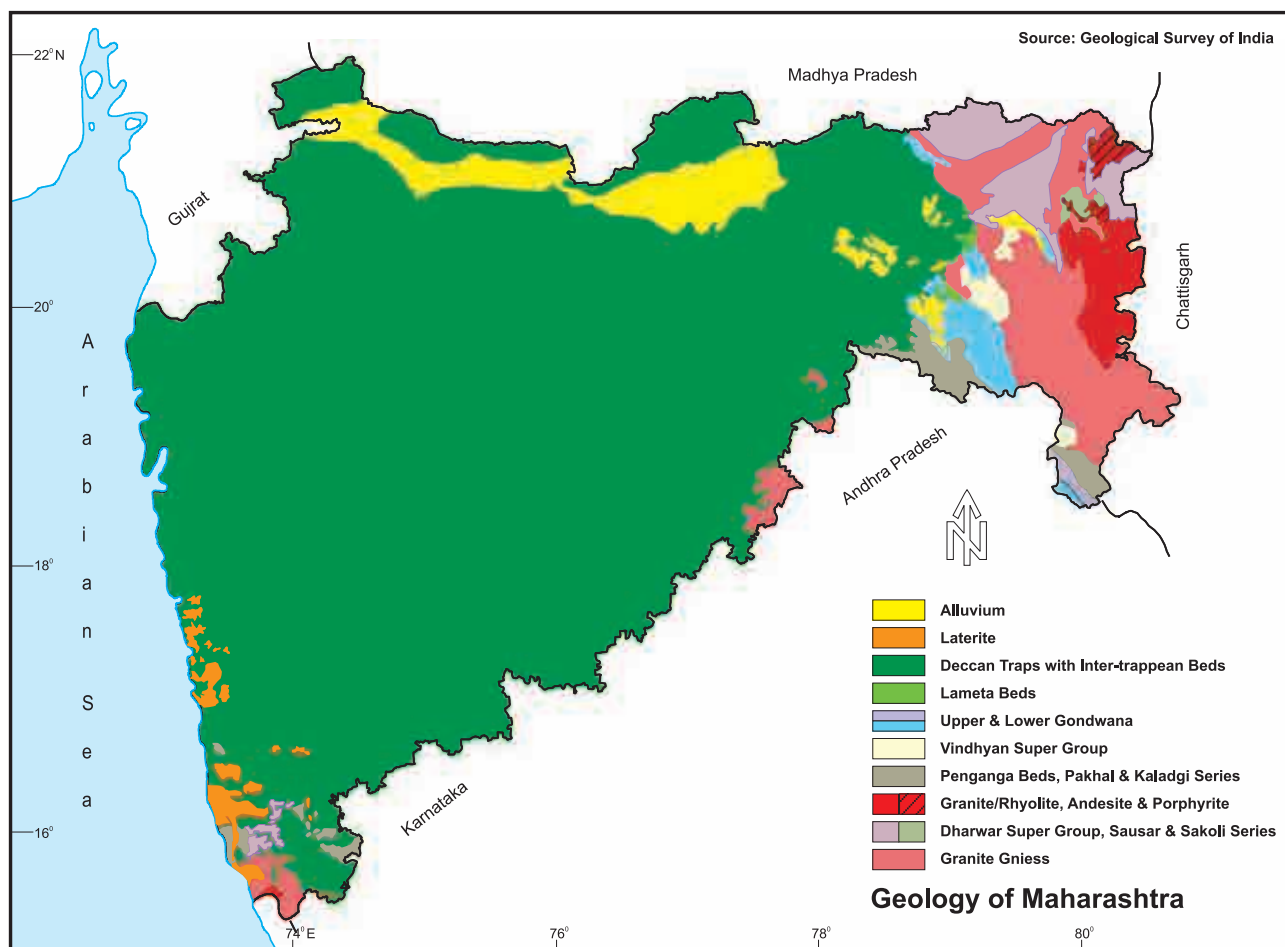 Source: Geological Survey of India
22° N
Madhya Pradesh
Gujrat
Chattisgarh
20°
A
r
a
b
i
a
n
S
e
a
Andhra Pradesh
N
18°
Karnataka
16°
Alluvium
Laterite
Deccan Traps with Inter-trappean Beds
Lameta Beds
Upper & Lower Gondwana
Vindhyan Super Group
Penganga Beds, Pakhal & Kaladgi Series
Granite/Rhyolite, Andesite & Porphyrite
Dharwar Super Group, Sausar & Sakoli Series
Granite Gniess
Geology of Maharashtra
74° E
76°
78°
80°